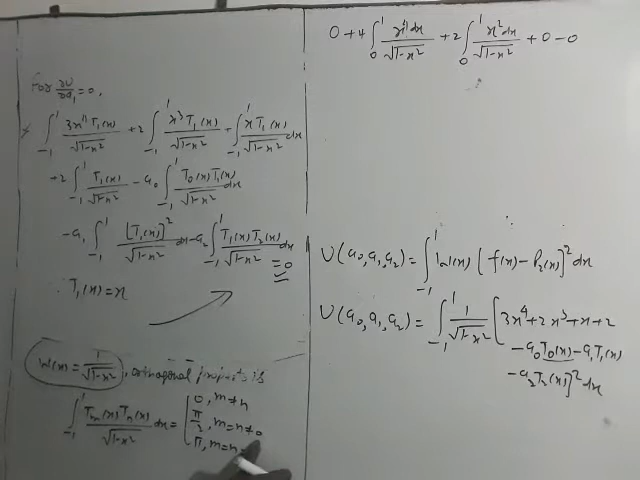 For ∂U/∂a₁ = 0,
∫₋₁¹ 3x⁴T₁(x)/√1-x² + 2∫₋₁¹ x³T₁(x)/√1-x² + ∫₋₁¹ xT₁(x)/√1-x² dx
+2∫₋₁¹ T₁(x)/√1-x² - a₀∫₋₁¹ T₀(x)T₁(x)/√1-x² dx
-a₁∫₋₁¹ [T₁(x)]²/√1-x² dx - a₂∫₋₁¹ T₁(x)T₂(x)/√1-x² dx = 0
∴ T₁(x) = x
W(x) = 1/√1-x², orthogonal is
∫₋₁¹ Tₘ(x)Tₙ(x)/√1-x² dx = { 0, m≠n
π/2, m=n≠0
π, m=n=
0 + 4∫₀¹ x⁴dx/√1-x² + 2∫₀¹ x²dx/√1-x² + 0 - 0
U(a₀,a₁,a₂) = ∫₋₁¹ W(x) [f(x) - P₂(x)]² dx
U(a₀,a₁,a₂) = ∫₋₁¹ 1/√1-x² [3x⁴+2x³+x+2
-a₀T₀(x) - a₁T₁(x)
-a₂T₂(x)]² dx